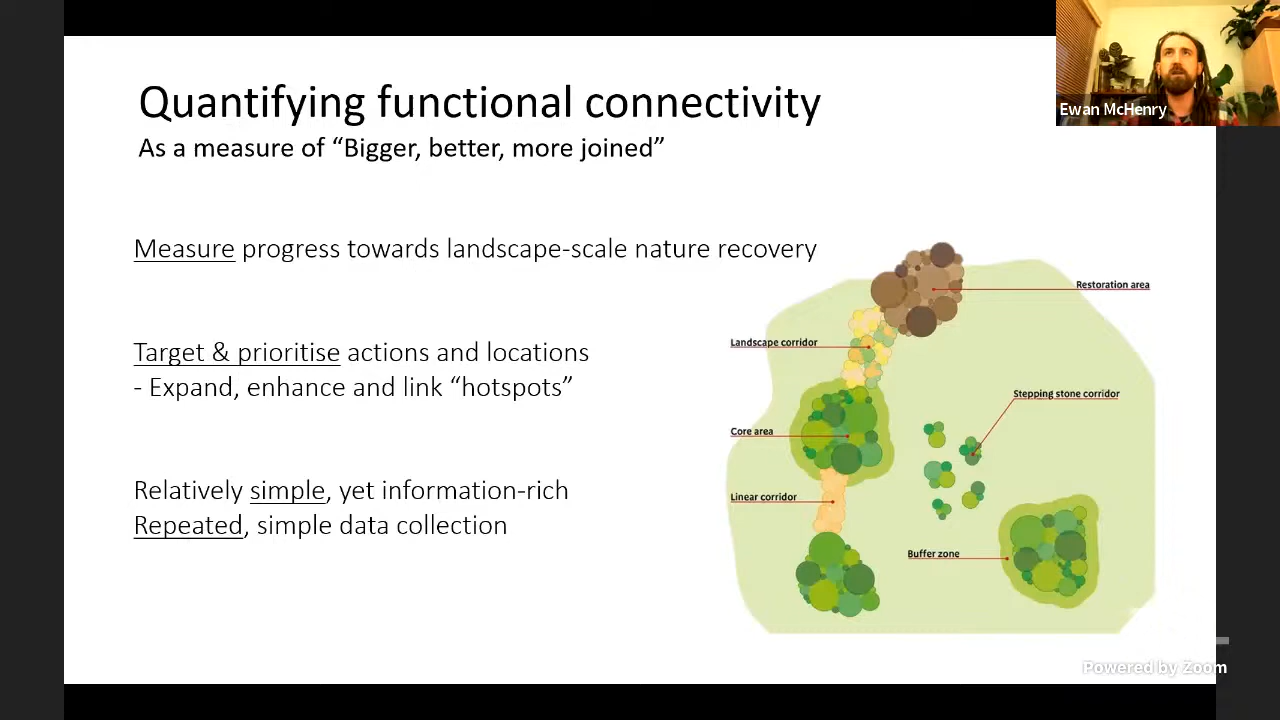 Quantifying functional connectivity
As a measure of “Bigger, better, more joined”
Ewan McHenry
Measure progress towards landscape-scale nature recovery
Target & prioritise actions and locations
- Expand, enhance and link “hotspots”
Relatively simple, yet information-rich
Repeated, simple data collection
Restoration area
Landscape corridor
Stepping stone corridor
Core area
Linear corridor
Buffer zone
Powered by Zoom